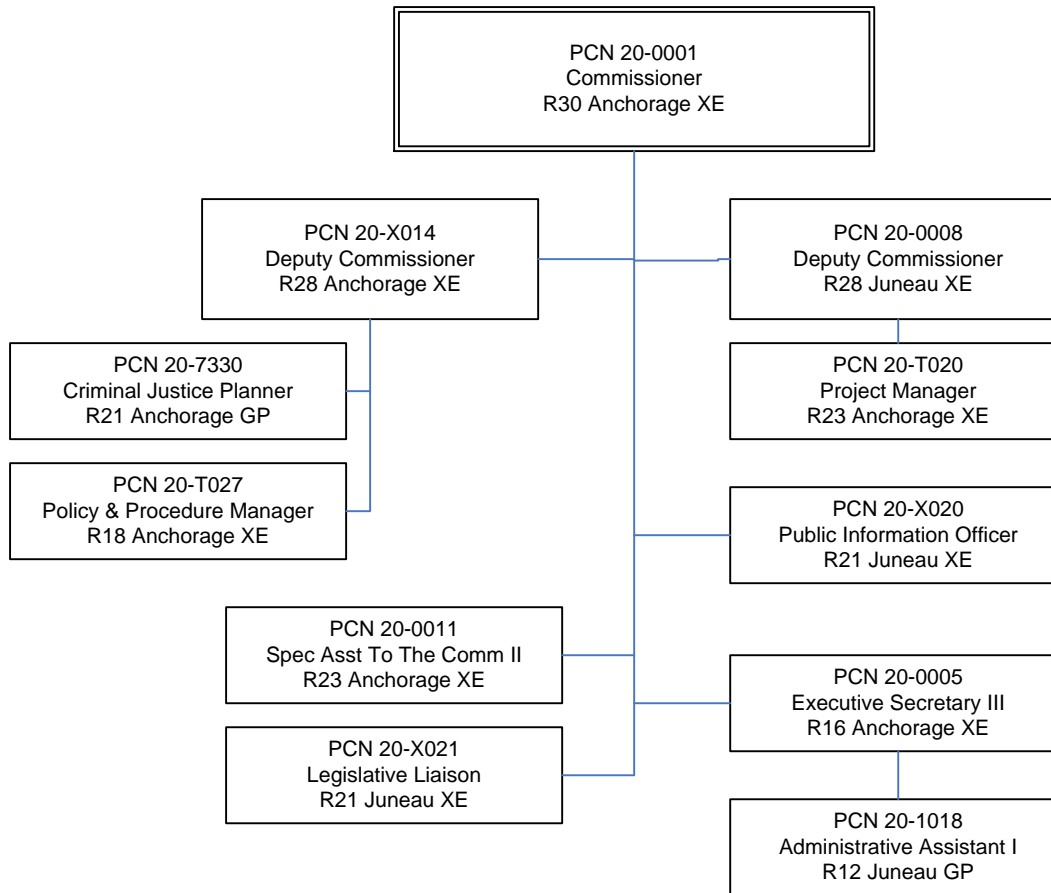 PCN 20-0001
Commissioner
R30 Anchorage XE
PCN 20-X014
Deputy Commissioner
R28 Anchorage XE
PCN 20-0008
Deputy Commissioner
R28 Juneau XE
PCN 20-7330
Criminal Justice Planner
R21 Anchorage GP
PCN 20-T020
Project Manager
R23 Anchorage XE
PCN 20-T027
Policy & Procedure Manager
R18 Anchorage XE
PCN 20-X020
Public Information Officer
R21 Juneau XE
PCN 20-0011
Spec Asst To The Comm II
R23 Anchorage XE
PCN 20-0005
Executive Secretary III
R16 Anchorage XE
PCN 20-X021
Legislative Liaison
R21 Juneau XE
PCN 20-1018
Administrative Assistant I
R12 Juneau GP